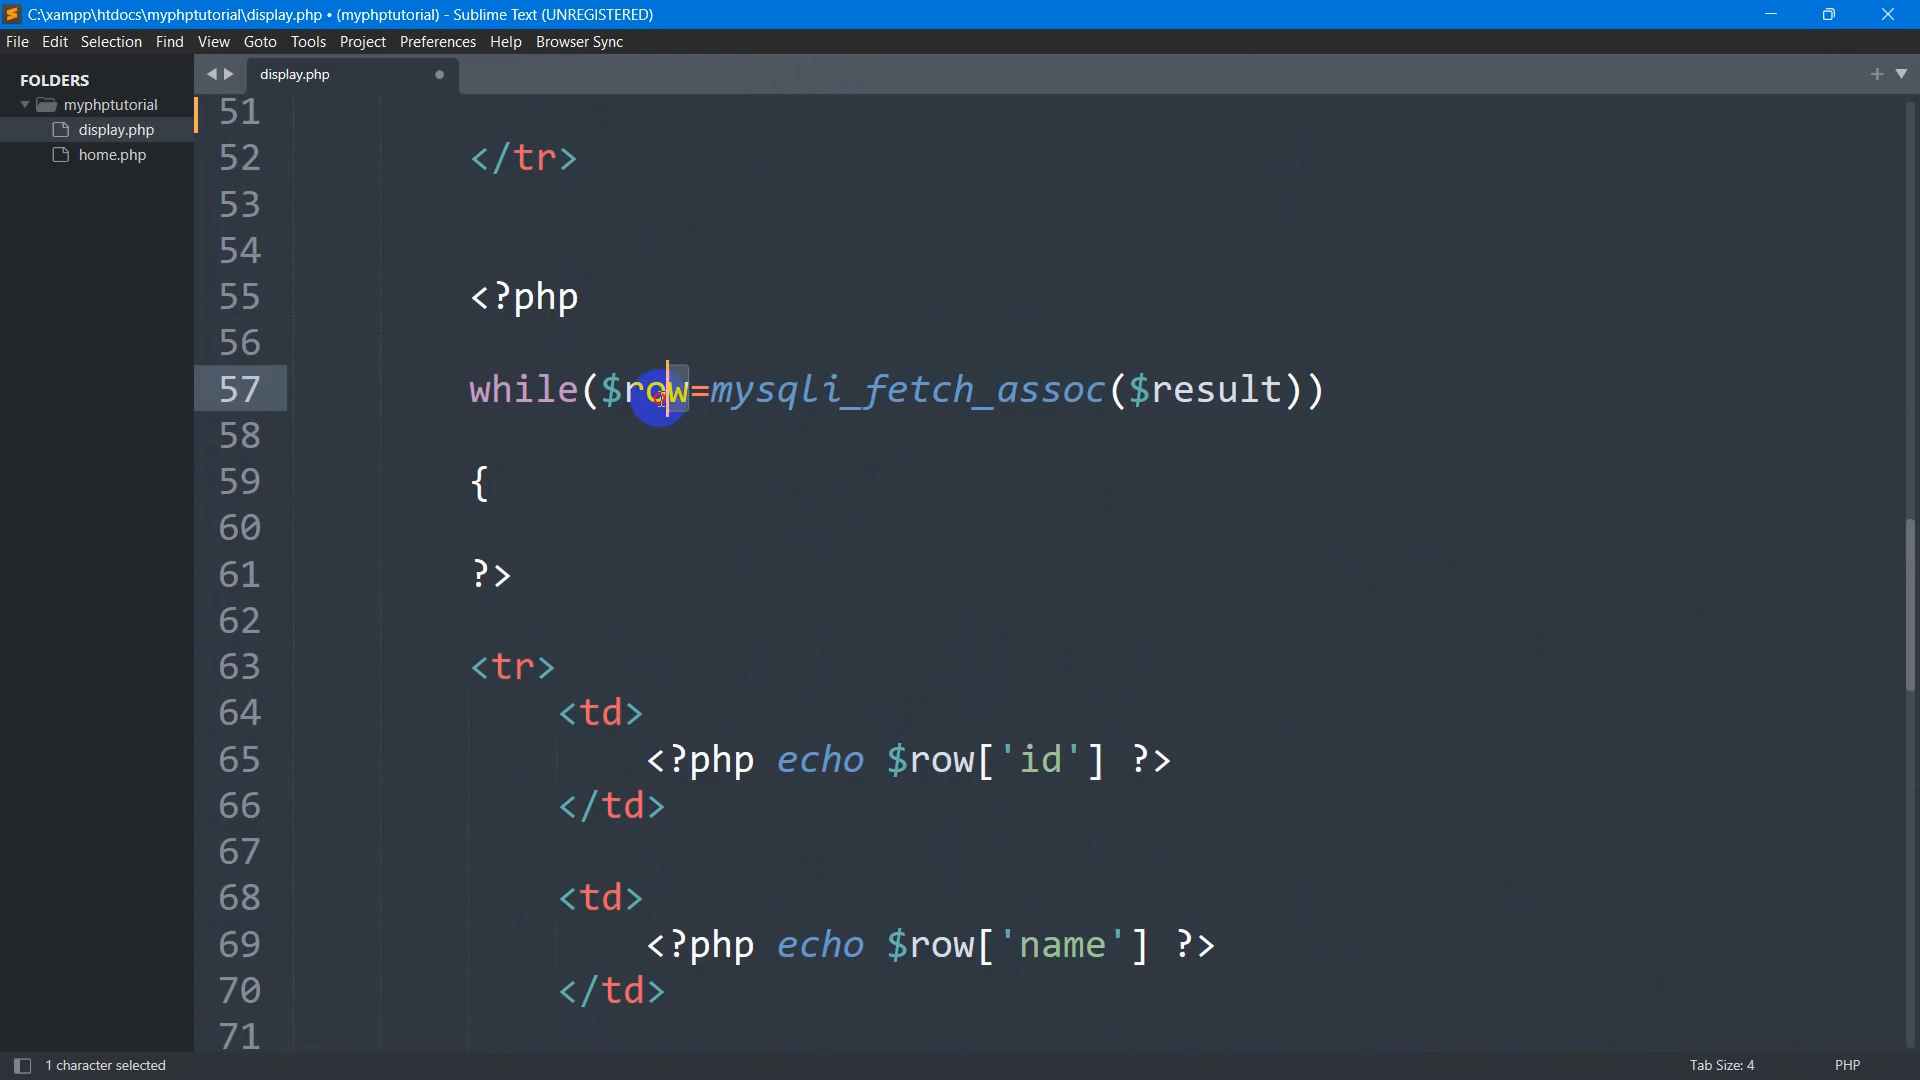 C:\xampp\htdocs\myphptutorial\display.php • (myphptutorial) - Sublime Text (UNREGISTERED)
File Edit Selection Find View Goto Tools Project Preferences Help Browser Sync
FOLDERS
myphptutorial
display.php
home.php
display.php
51
52 </tr>
53
54
55 <?php
56
57 while($row=mysqli_fetch_assoc($result))
58
59 {
60
61 ?>
62
63 <tr>
64 <td>
65 <?php echo $row['id'] ?>
66 </td>
67
68 <td>
69 <?php echo $row['name'] ?>
70 </td>
71
1 character selected
Tab Size: 4
PHP